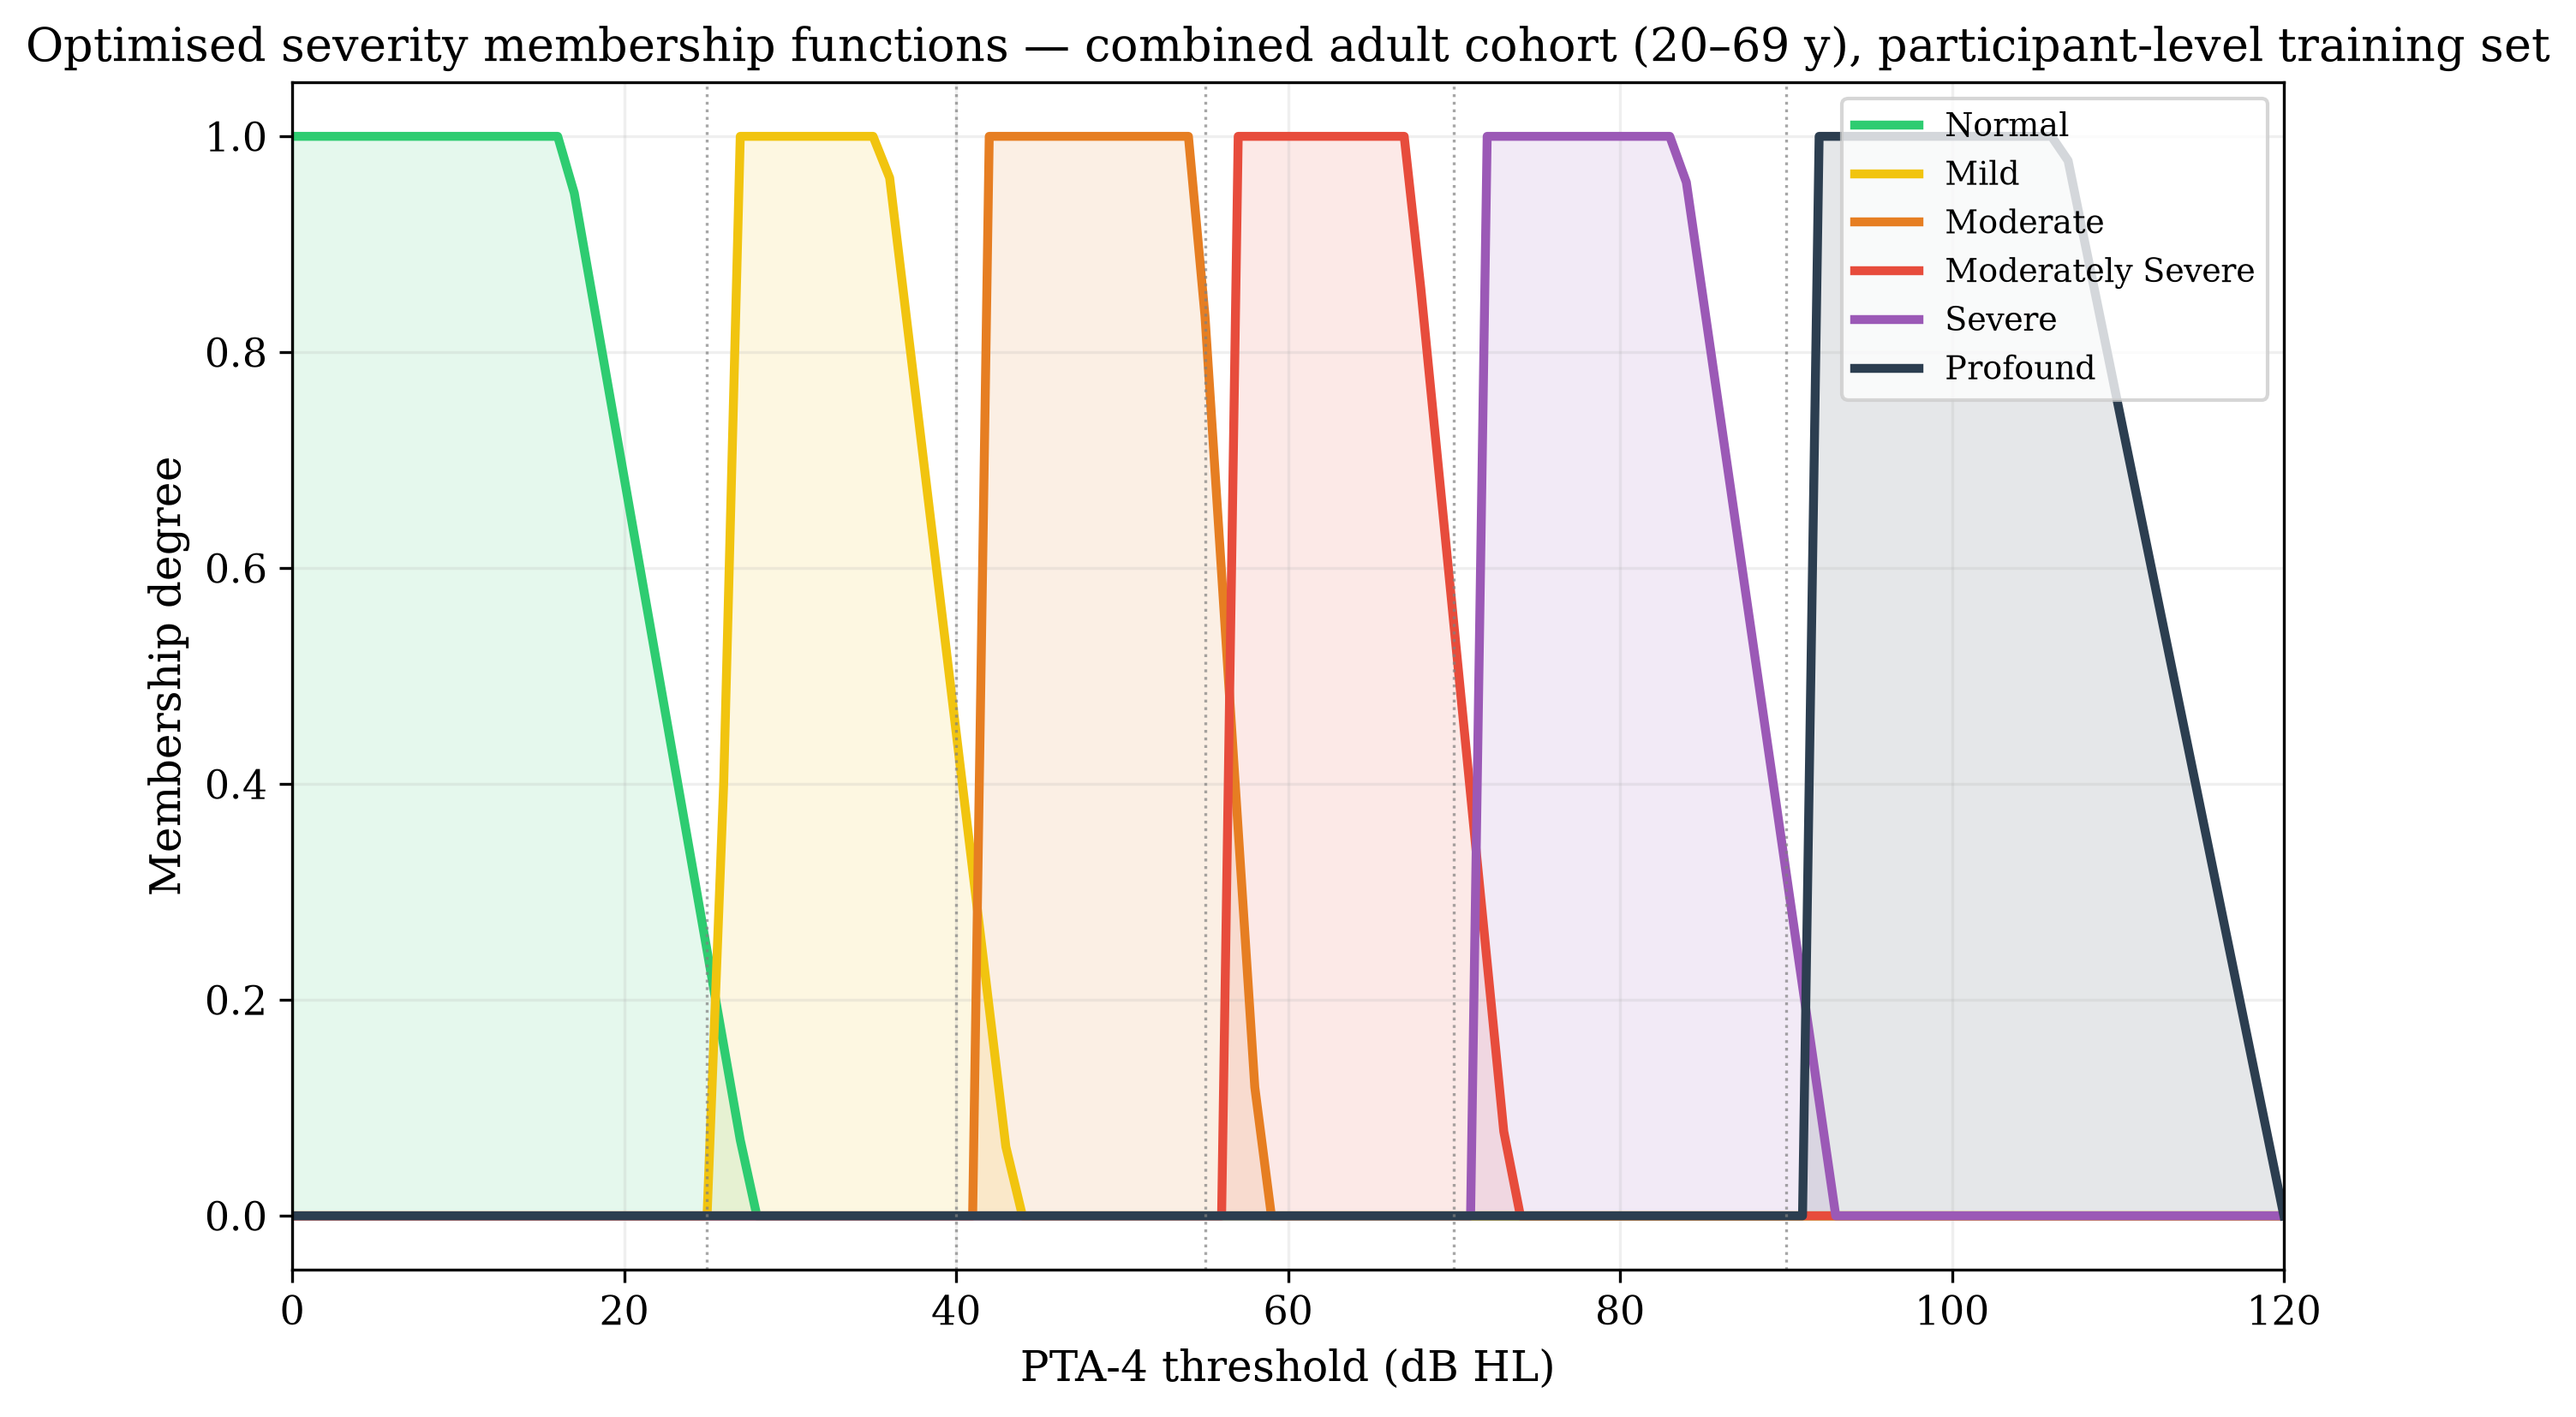 Optimised severity membership functions — combined adult cohort (20–69 y), participant-level training set
Normal
Mild
Moderate
Moderately Severe
Severe
Profound
Membership degree
1.0
0.8
0.6
0.4
0.2
0.0
0
20
40
60
80
100
120
PTA-4 threshold (dB HL)